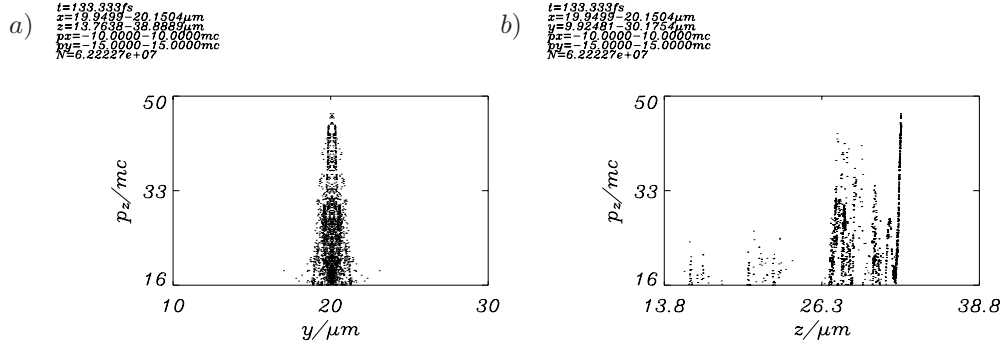 a)
t=133.333fs
x=19.9499−20.1504μm
z=13.7638−38.8889μm
px=−10.0000−10.0000mc
py=−15.0000−15.0000mc
N=6.22227e+07
50
33
16
p_z/mc
10 20 30
y/μm
b)
t=133.333fs
x=19.9499−20.1504μm
y=9.92481−30.1754μm
px=−10.0000−10.0000mc
py=−15.0000−15.0000mc
N=6.22227e+07
50
33
16
p_z/mc
13.8 26.3 38.8
z/μm